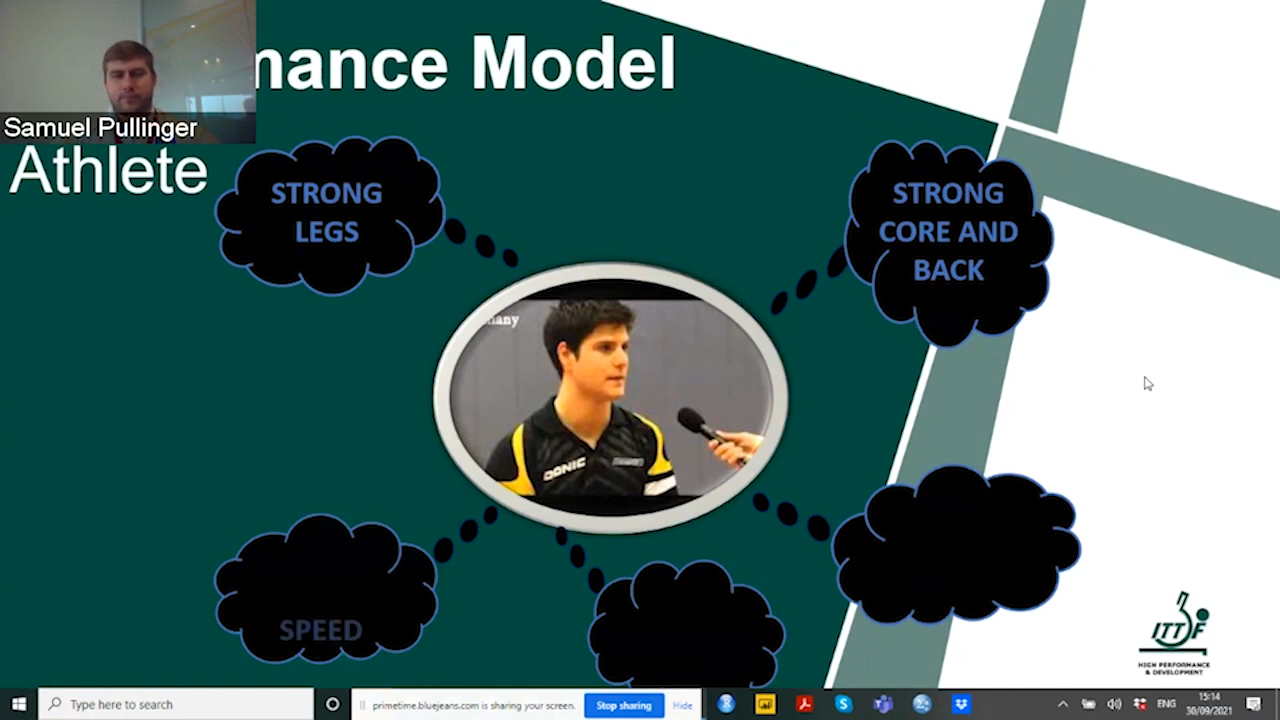 mance Model
Samuel Pullinger
Athlete
STRONG
LEGS
STRONG
CORE AND
BACK
many
DONIC
SPEED
ITTF
HIGH PERFORMANCE
& DEVELOPMENT
Type here to search
primetime.bluejeans.com is sharing your screen.
Stop sharing
Hide
ENG
15:14
30/09/2021